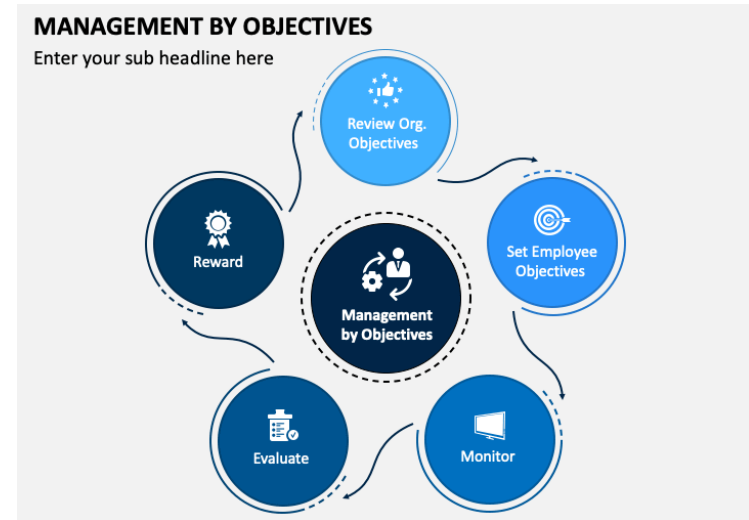 MANAGEMENT BY OBJECTIVES
Enter your sub headline here
Review Org.
Objectives
Set Employee
Objectives
Monitor
Evaluate
Reward
Management
by Objectives